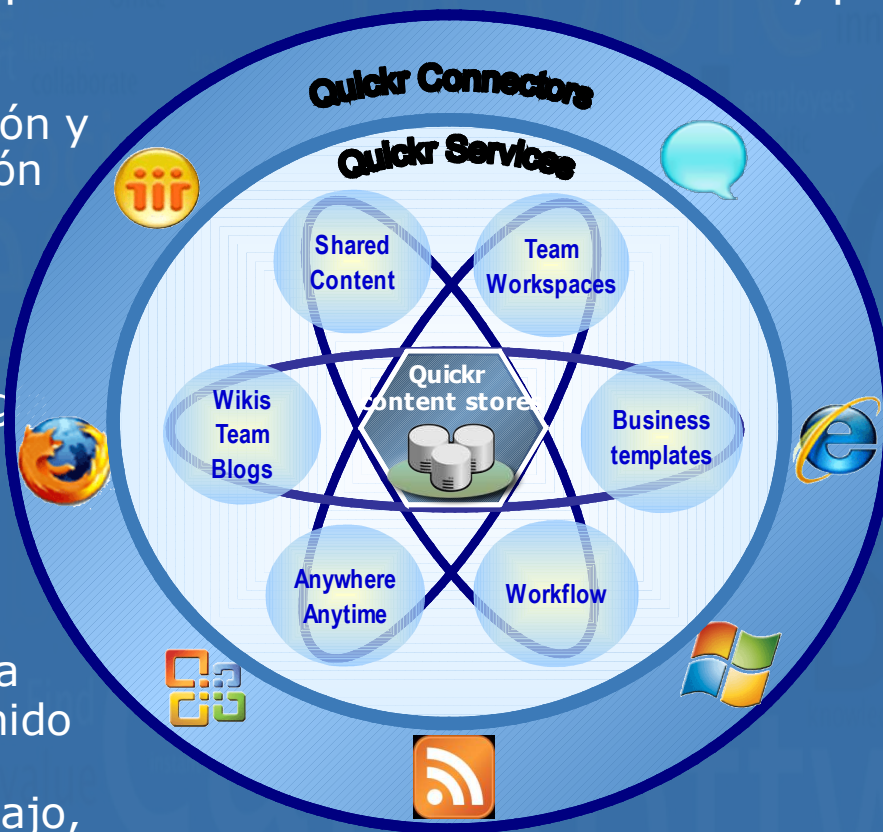 Quickr Connectors
ón y
ón
Quickr Services
Shared
Content
Team
Workspaces
Quickr
content stores
Wikis
Team
Blogs
Business
templates
Anywhere
Anytime
Workflow
a
nido
ajo,